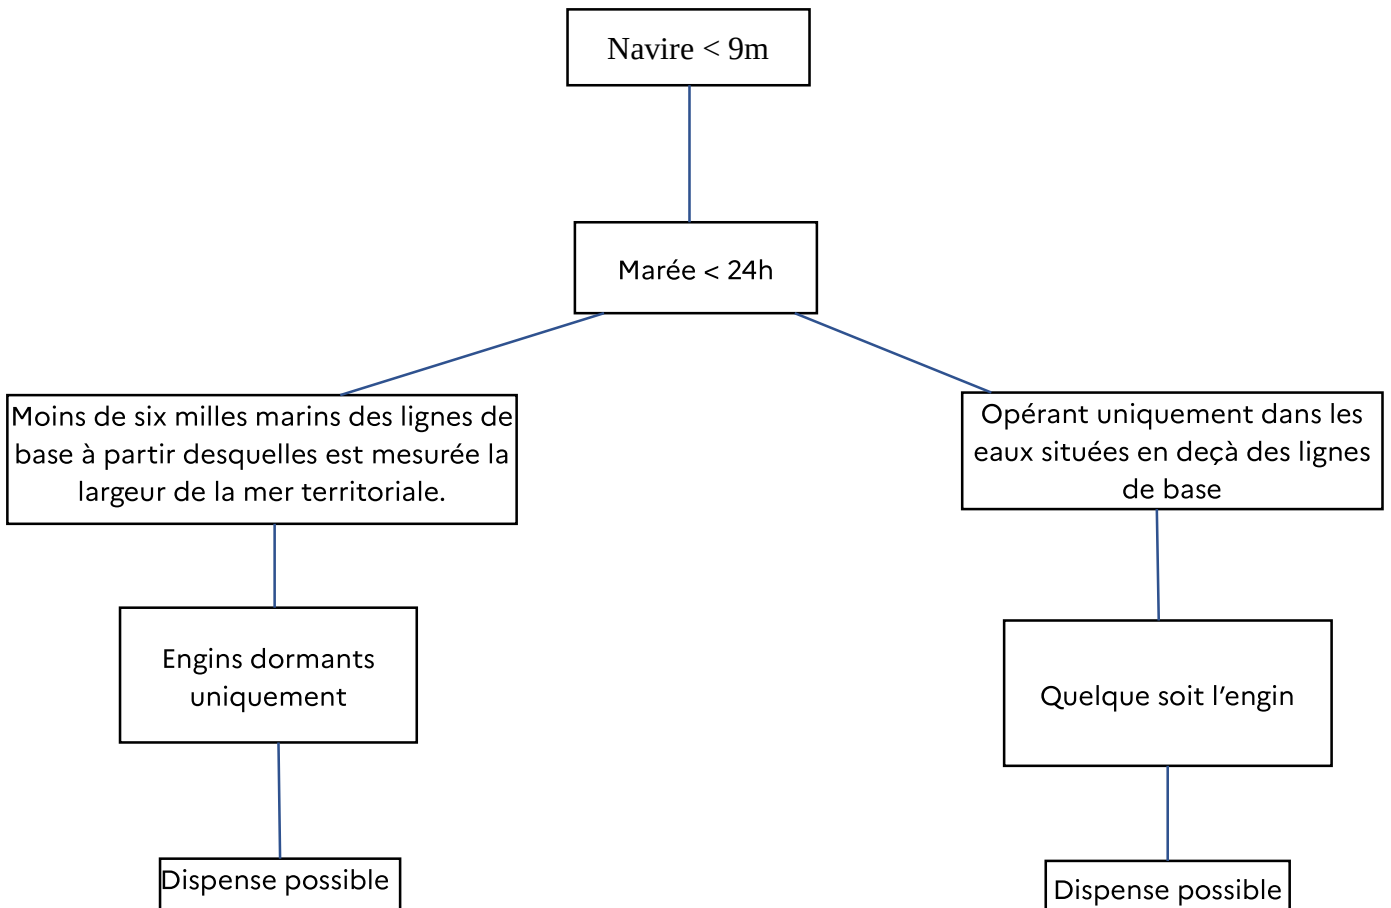 Navire < 9m
Marée < 24h
Moins de six milles marins des lignes de
base à partir desquelles est mesurée la
largeur de la mer territoriale.
Opérant uniquement dans les
eaux situées en deçà des lignes
de base
Engins dormants
uniquement
Quelque soit l’engin
Dispense possible
Dispense possible